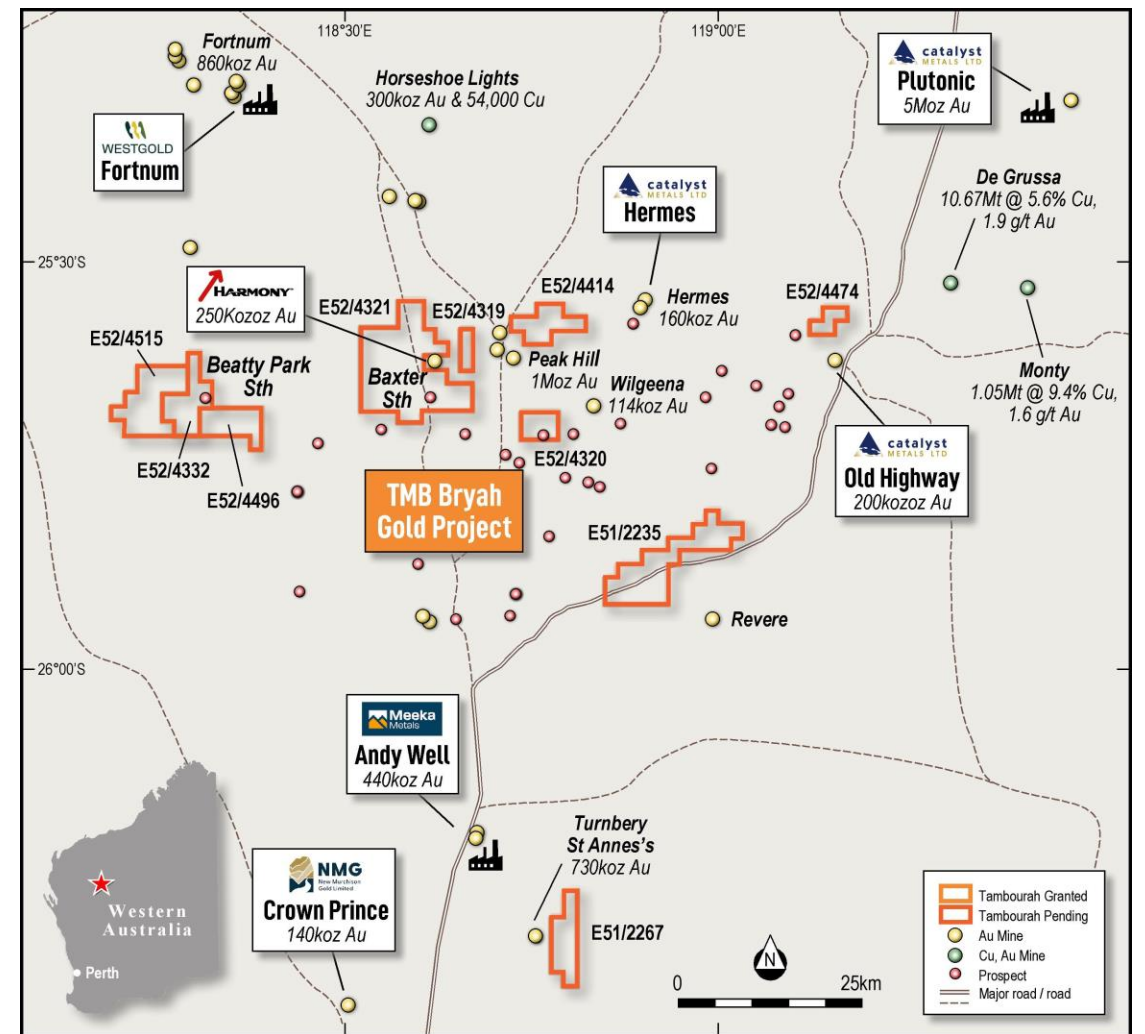 118°30'E
119°00'E
25°30'S
26°00'S
Fortnum
860koz Au
WESTGOLD
Fortnum
Horseshoe Lights
300koz Au & 54,000 Cu
catalyst
METALS LTD
Plutonic
5Moz Au
catalyst
METALS LTD
Hermes
De Grussa
10.67Mt @ 5.6% Cu,
1.9 g/t Au
HARMONY
250Kozoz Au
E52/4321
E52/4319
E52/4414
Hermes
160koz Au
E52/4474
E52/4515
Beatty Park
Sth
Baxter
Sth
Peak Hill
1Moz Au
Wilgeena
114koz Au
Monty
1.05Mt @ 9.4% Cu,
1.6 g/t Au
E52/4332
E52/4496
E52/4320
catalyst
METALS LTD
Old Highway
200kozoz Au
TMB Bryah
Gold Project
E51/2235
Revere
Meeka
Metals
Andy Well
440koz Au
Turnbery
St Annes's
730koz Au
NMG
New Murchison
Gold Limited
Crown Prince
140koz Au
E51/2267
Western
Australia
Perth
N
0
25km
Tambourah Granted
Tambourah Pending
Au Mine
Cu, Au Mine
Prospect
Major road / road